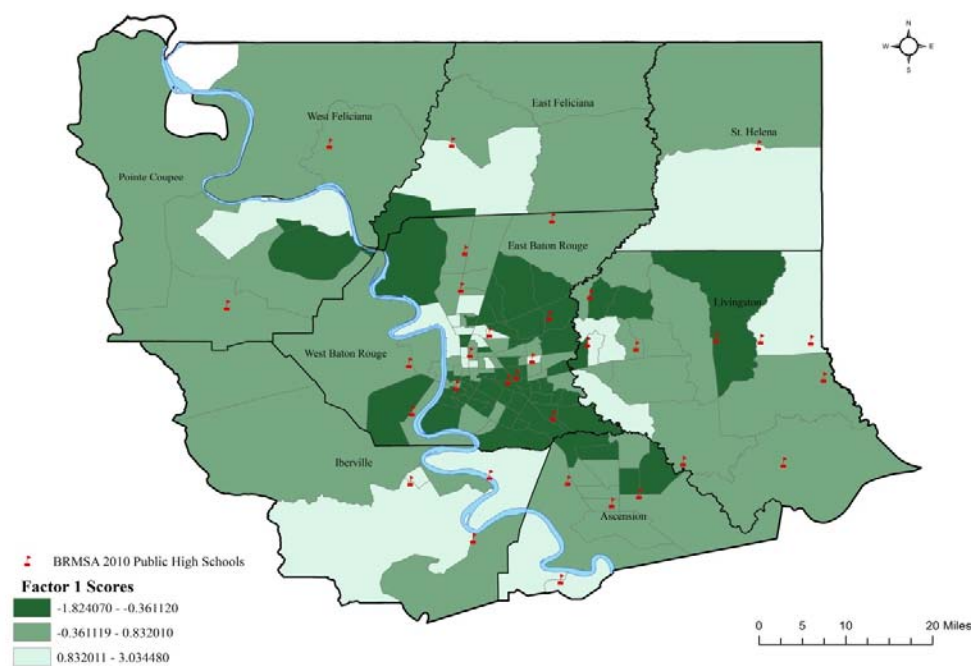 N
W E
S
East Feliciana
West Feliciana
St. Helena
Pointe Coupee
East Baton Rouge
Livingston
West Baton Rouge
Iberville
Ascension
BRMSA 2010 Public High Schools
Factor 1 Scores
-1.824070 - -0.361120
-0.361119 - 0.832010
0.832011 - 3.034480
0 5 10 20 Miles